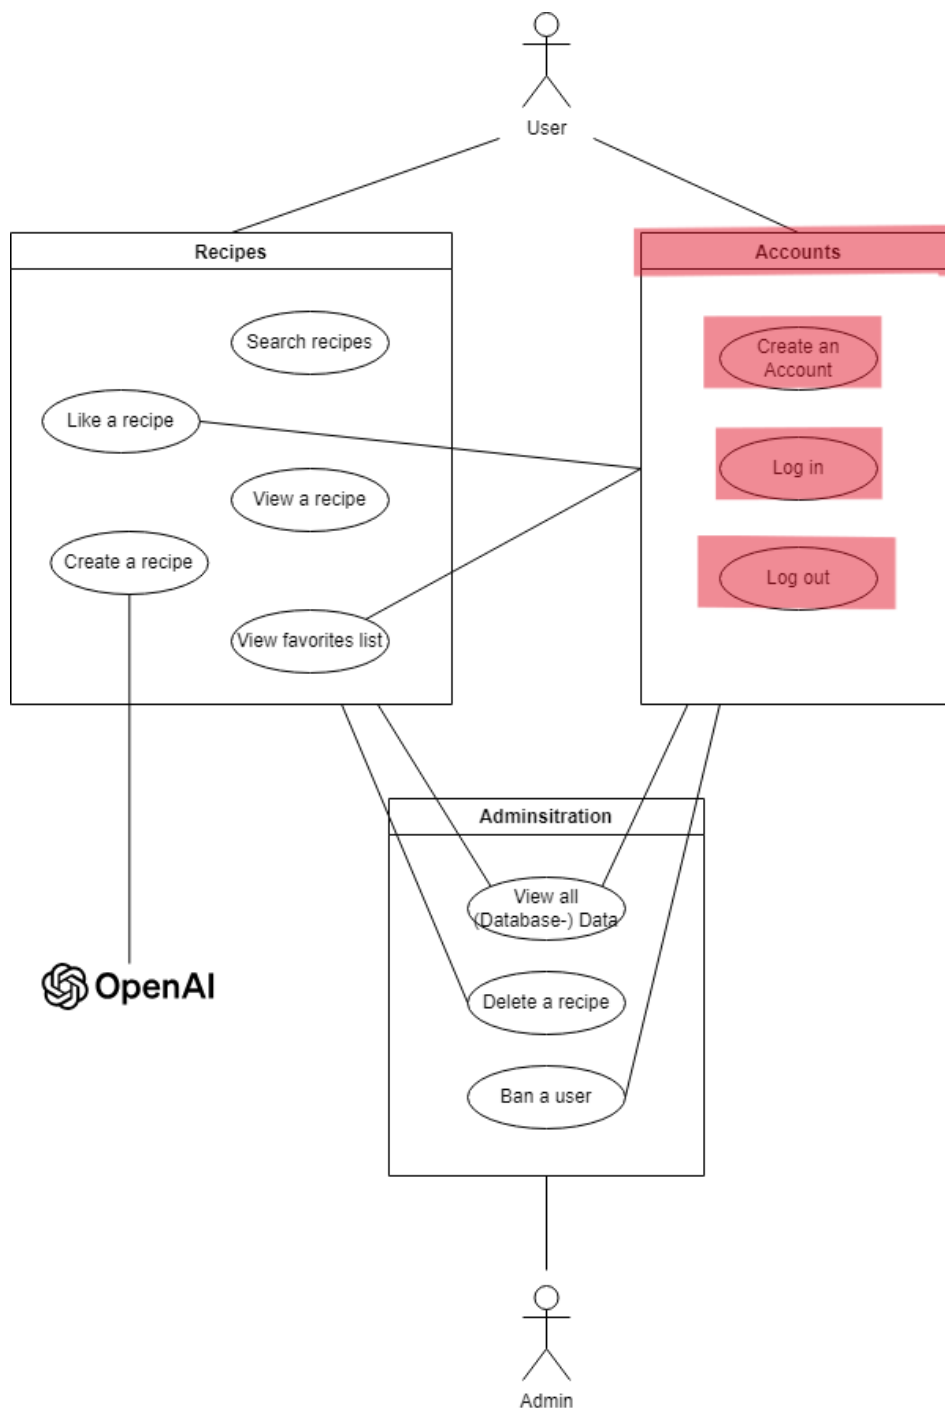 User
Recipes
Accounts
Search recipes
Create an
Account
Like a recipe
Log in
View a recipe
Create a recipe
Log out
View favorites list
Adminsitration
View all
(Database-) Data
OpenAI
Delete a recipe
Ban a user
Admin